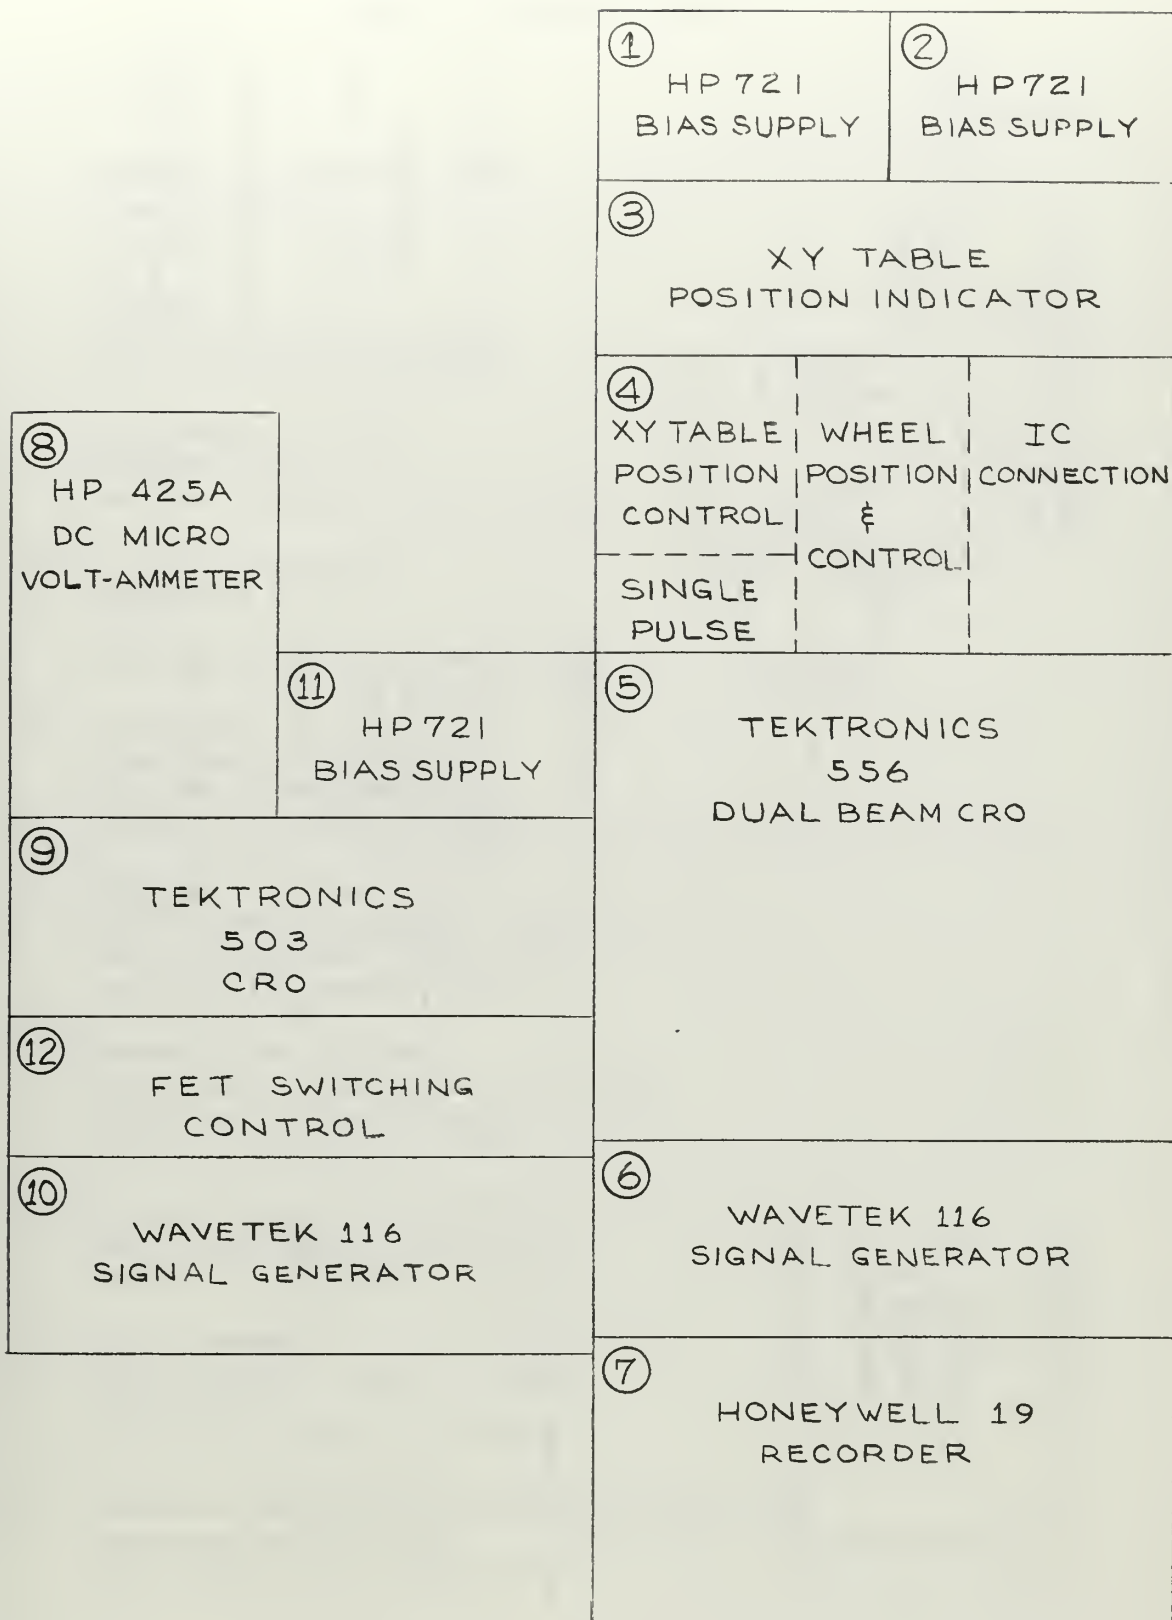 ①
HP 721
BIAS SUPPLY
②
HP 721
BIAS SUPPLY
③
XY TABLE
POSITION INDICATOR
④
XY TABLE
POSITION
CONTROL
SINGLE
PULSE
WHEEL
POSITION
&
CONTROL
IC
CONNECTION
⑧
HP 425A
DC MICRO
VOLT-AMMETER
⑪
HP 721
BIAS SUPPLY
⑤
TEKTRONICS
556
DUAL BEAM CRO
⑨
TEKTRONICS
503
CRO
⑫
FET SWITCHING
CONTROL
⑩
WAVETEK 116
SIGNAL GENERATOR
⑥
WAVETEK 116
SIGNAL GENERATOR
⑦
HONEYWELL 19
RECORDER